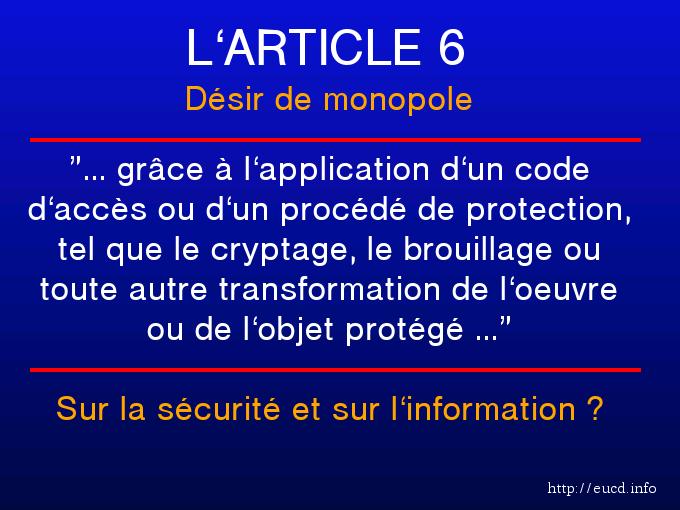 L‘ARTICLE 6
Désir de monopole
”... grâce à l‘application d‘un code
d‘accès ou d‘un procédé de protection,
tel que le cryptage, le brouillage ou
toute autre transformation de l‘oeuvre
ou de l‘objet protégé ...”
Sur la sécurité et sur l‘information ?
http://eucd.info